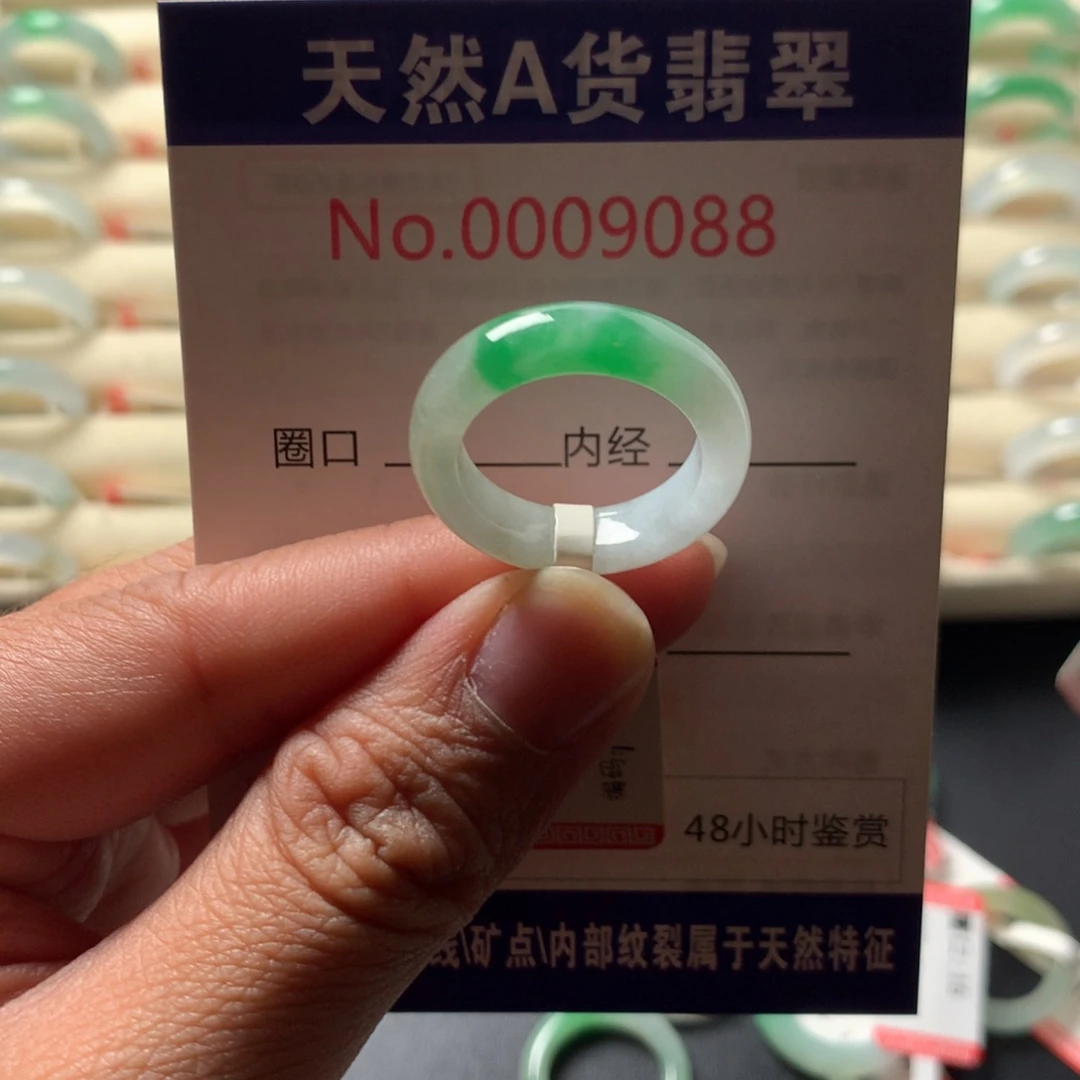 天然A货翡翠
No.0009088
圈口 内经
48小时鉴赏
线\矿点\内部纹裂属于天然特征